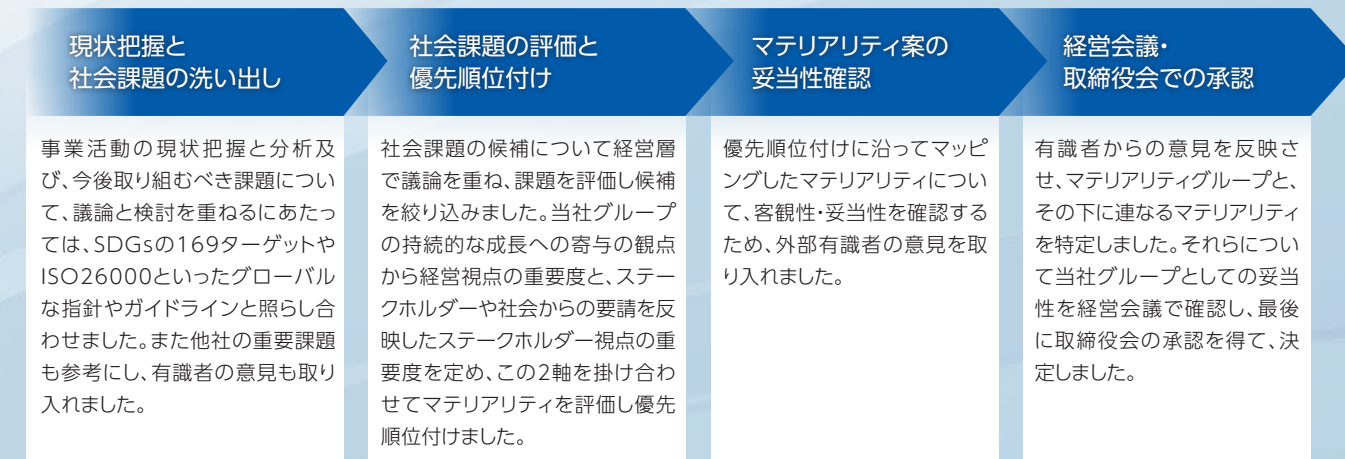 現状把握と
社会課題の洗い出し
事業活動の現状把握と分析及
び、今後取り組むべき課題につい
て、議論と検討を重ねるにあたっ
ては、SDGsの169ターゲットや
ISO26000といったグローバル
な指針やガイドラインと照らし合
わせました。また他社の重要課題
も参考にし、有識者の意見も取り
入れました。
社会課題の評価と
優先順位付け
社会課題の候補について経営層
で議論を重ね、課題を評価し候補
を絞り込みました。当社グループ
の持続的な成長への寄与の観点
から経営視点の重要度と、ステー
クホルダーや社会からの要請を反
映したステークホルダー視点の重
要度を定め、この2軸を掛け合わ
せてマテリアリティを評価し優先
順位付けました。
マテリアリティ案の
妥当性確認
優先順位付けに沿ってマッピ
ングしたマテリアリティについ
て、客観性・妥当性を確認する
ため、外部有識者の意見を取
り入れました。
経営会議・
取締役会での承認
有識者からの意見を反映さ
せ、マテリアリティグループと、
その下に連なるマテリアリティ
を特定しました。それらについ
て当社グループとしての妥当
性を経営会議で確認し、最後
に取締役会の承認を得て、決
定しました。